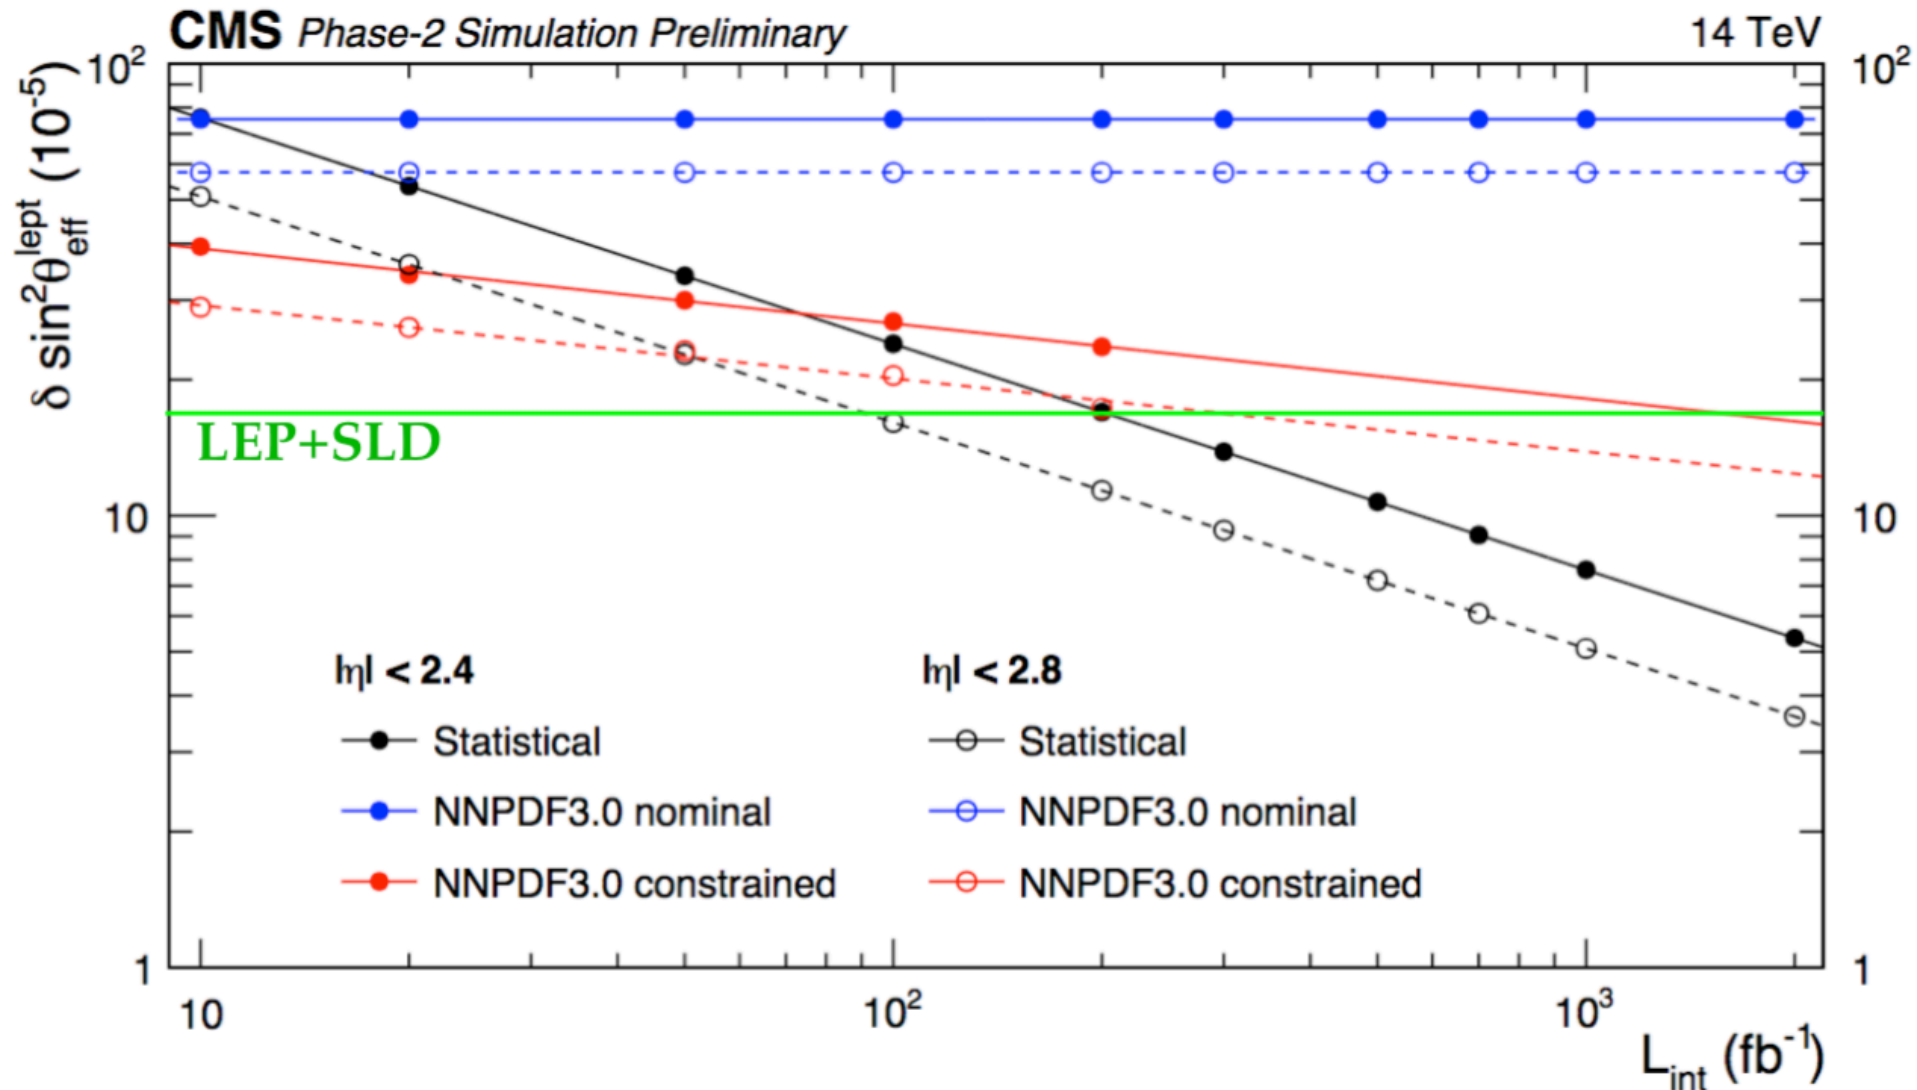 CMS Phase-2 Simulation Preliminary 14 TeV
δ sin²θ_eff^lept (10⁻⁵)
10² 10²
LEP+SLD
10 10
|η| < 2.4 |η| < 2.8
Statistical Statistical
NNPDF3.0 nominal NNPDF3.0 nominal
NNPDF3.0 constrained NNPDF3.0 constrained
1 1
10 10² 10³
L_int (fb⁻¹)